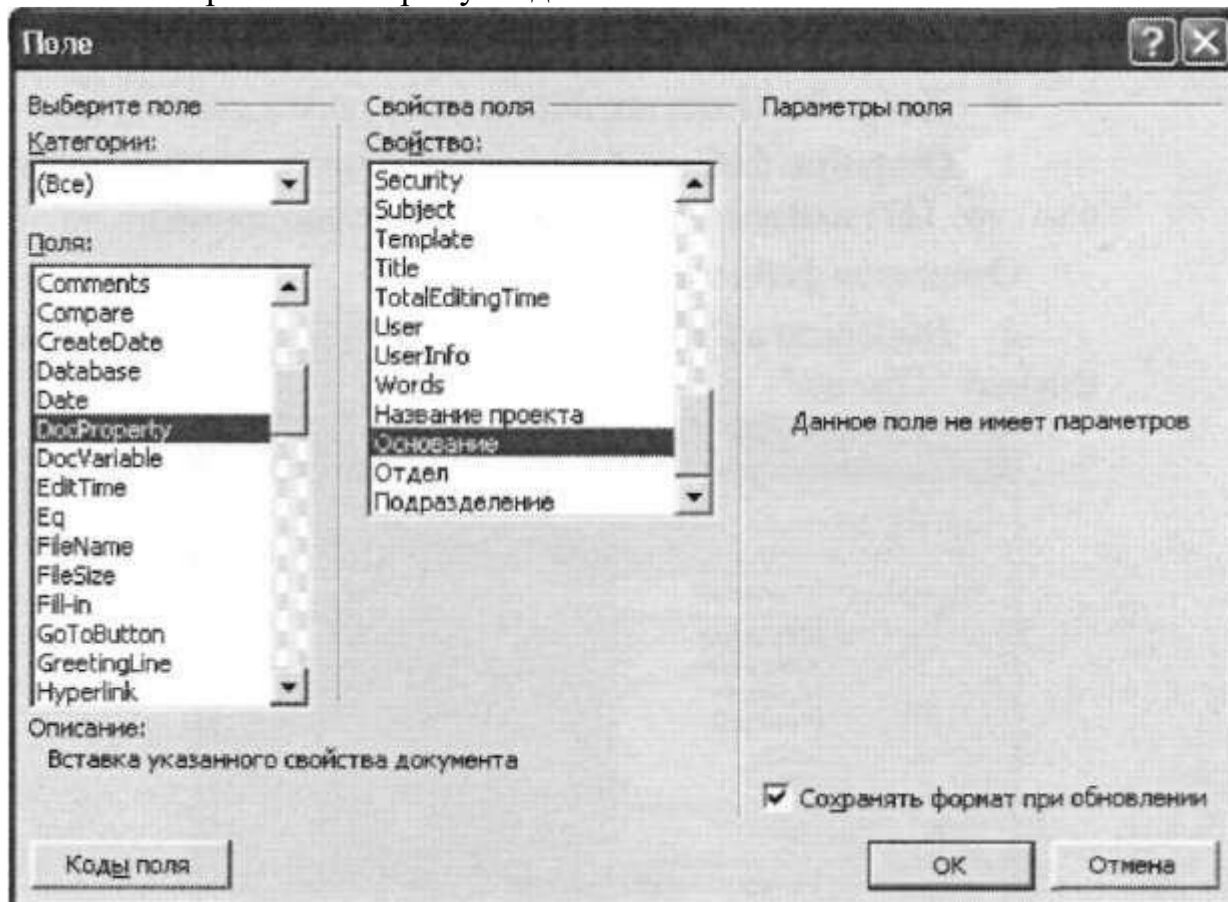 Поле
Выберите поле
Категории:
(Все)
Поля:
Comments
Compare
CreateDate
Database
Date
DocProperty
DocVariable
EditTime
Eq
FileName
FileSize
Fill-in
GoToButton
GreetingLine
Hyperlink
Описание:
Вставка указанного свойства документа
Коды поля
Свойства поля
Свойство:
Security
Subject
Template
Title
TotalEditingTime
User
UserInfo
Words
Название проекта
Основание
Отдел
Подразделение
Параметры поля
Данное поле не имеет параметров
Сохранять формат при обновлении
ОК
Отмена